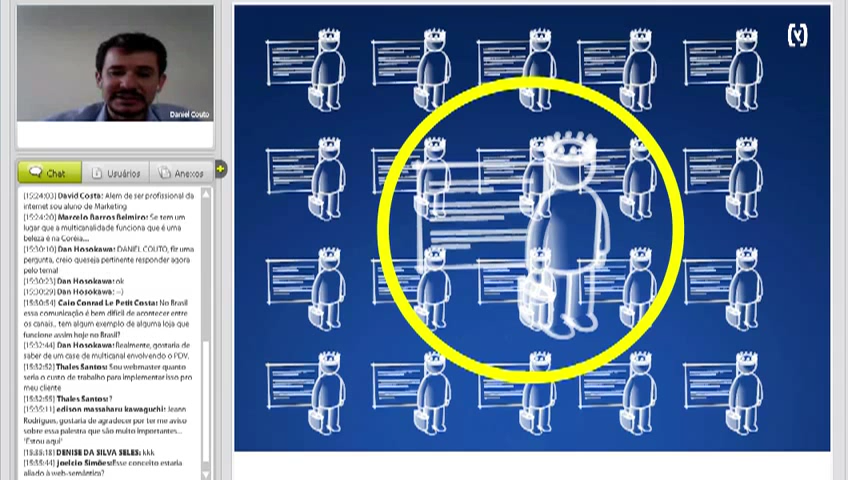 Daniel Couto
Chat
Usuários
Anexos
[15:24:03] David Costa: Alem de ser profissional da
internet sou aluno de Marketing
[15:24:20] Marcelo Barros Belmiro: Se tem um
lugar que a multicanalidade funciona que é uma
beleza é na Coréia...
[15:30:10] Dan Hosokawa: DANIEL COUTO, fiz uma
pergunta, creio queseja pertinente responder agora
pelo tema!
[15:30:23] Dan Hosokawa: ok
[15:30:29] Dan Hosokawa: :-)
[15:30:54] Caio Conrad Le Petit Costa: No Brasil
essa comunicação é bem dificil de acontecer entre
os canais.. tem algum exemplo de alguma loja que
funcione assim hoje no Brasil?
[15:32:44] Dan Hosokawa: Realmente, gostaria de
saber de um case de multicanal envolvendo o PDV.
[15:32:52] Thales Santos: Sou webmaster quanto
seria o custo de trabalho para implementar isso pro
meu cliente
[15:32:55] Thales Santos: ?
[15:35:11] edison massaharu kawaguchi: Jeann
Rodrigues, gostaria de agradecer por ter me aviso
sobre essa palestra que são muito importantes...
"Estou aqui"
[15:35:18] DENISE DA SILVA SELES: kkk
[15:35:44] Joelcio Simões: Esse conceito estaria
aliado à web-semântica?